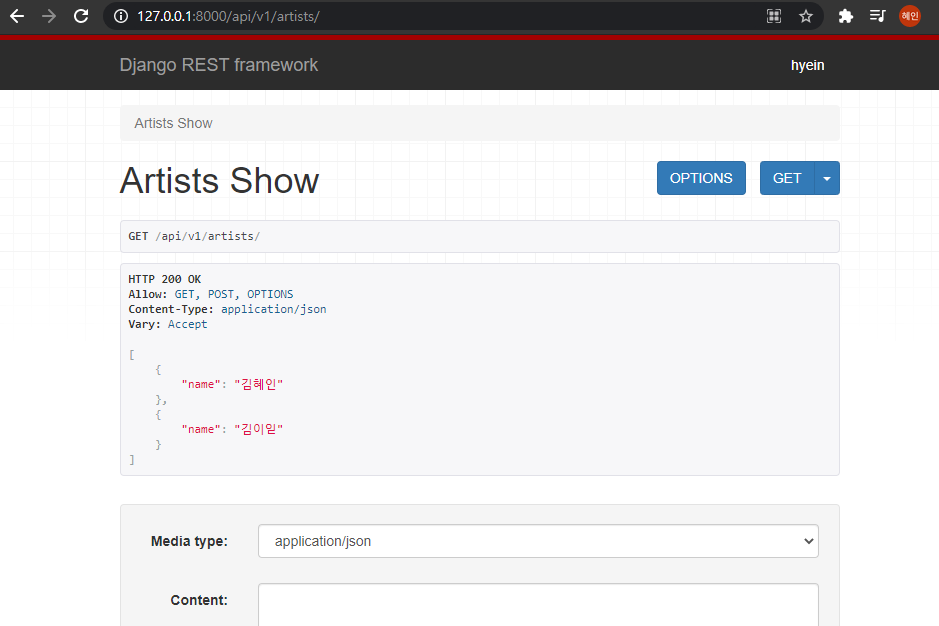 127.0.0.1:8000/api/v1/artists/
혜인
Django REST framework
hyein
Artists Show
Artists Show
OPTIONS
GET
GET /api/v1/artists/
HTTP 200 OK
Allow: GET, POST, OPTIONS
Content-Type: application/json
Vary: Accept
[
{
"name": "김혜인"
},
{
"name": "김이일"
}
]
Media type:
application/json
Content: